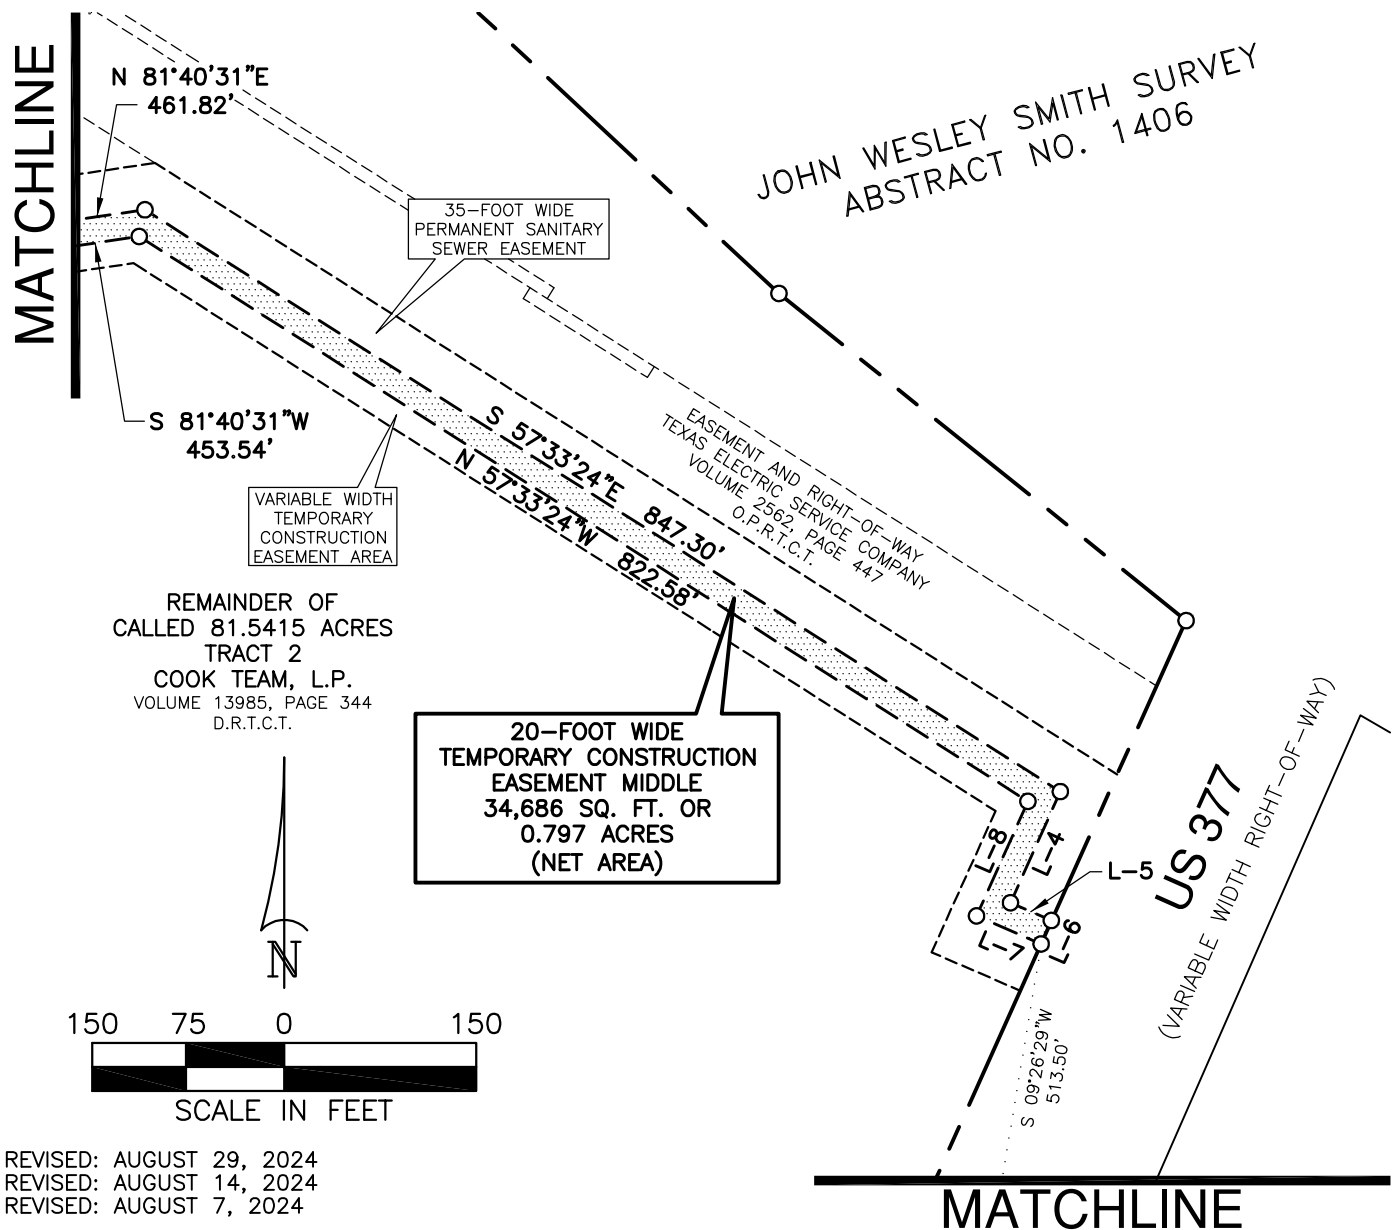 MATCHLINE
N 81°40'31"E
461.82'
JOHN WESLEY SMITH SURVEY
ABSTRACT NO. 1406
35-FOOT WIDE
PERMANENT SANITARY
SEWER EASEMENT
S 81°40'31"W
453.54'
S 57°33'24"E 847.30'
N 57°33'24"W 822.58'
EASEMENT AND RIGHT-OF-WAY
TEXAS ELECTRIC SERVICE COMPANY
VOLUME 2562, PAGE 447
O.P.R.T.C.T.
VARIABLE WIDTH
TEMPORARY
CONSTRUCTION
EASEMENT AREA
REMAINDER OF
CALLED 81.5415 ACRES
TRACT 2
COOK TEAM, L.P.
VOLUME 13985, PAGE 344
D.R.T.C.T.
20-FOOT WIDE
TEMPORARY CONSTRUCTION
EASEMENT MIDDLE
34,686 SQ. FT. OR
0.797 ACRES
(NET AREA)
L-8
L-4
L-5
L-6
L-7
US 377
(VARIABLE WIDTH RIGHT-OF-WAY)
S 09°26'29"W
513.50'
N
150 75 0 150
SCALE IN FEET
REVISED: AUGUST 29, 2024
REVISED: AUGUST 14, 2024
REVISED: AUGUST 7, 2024
MATCHLINE